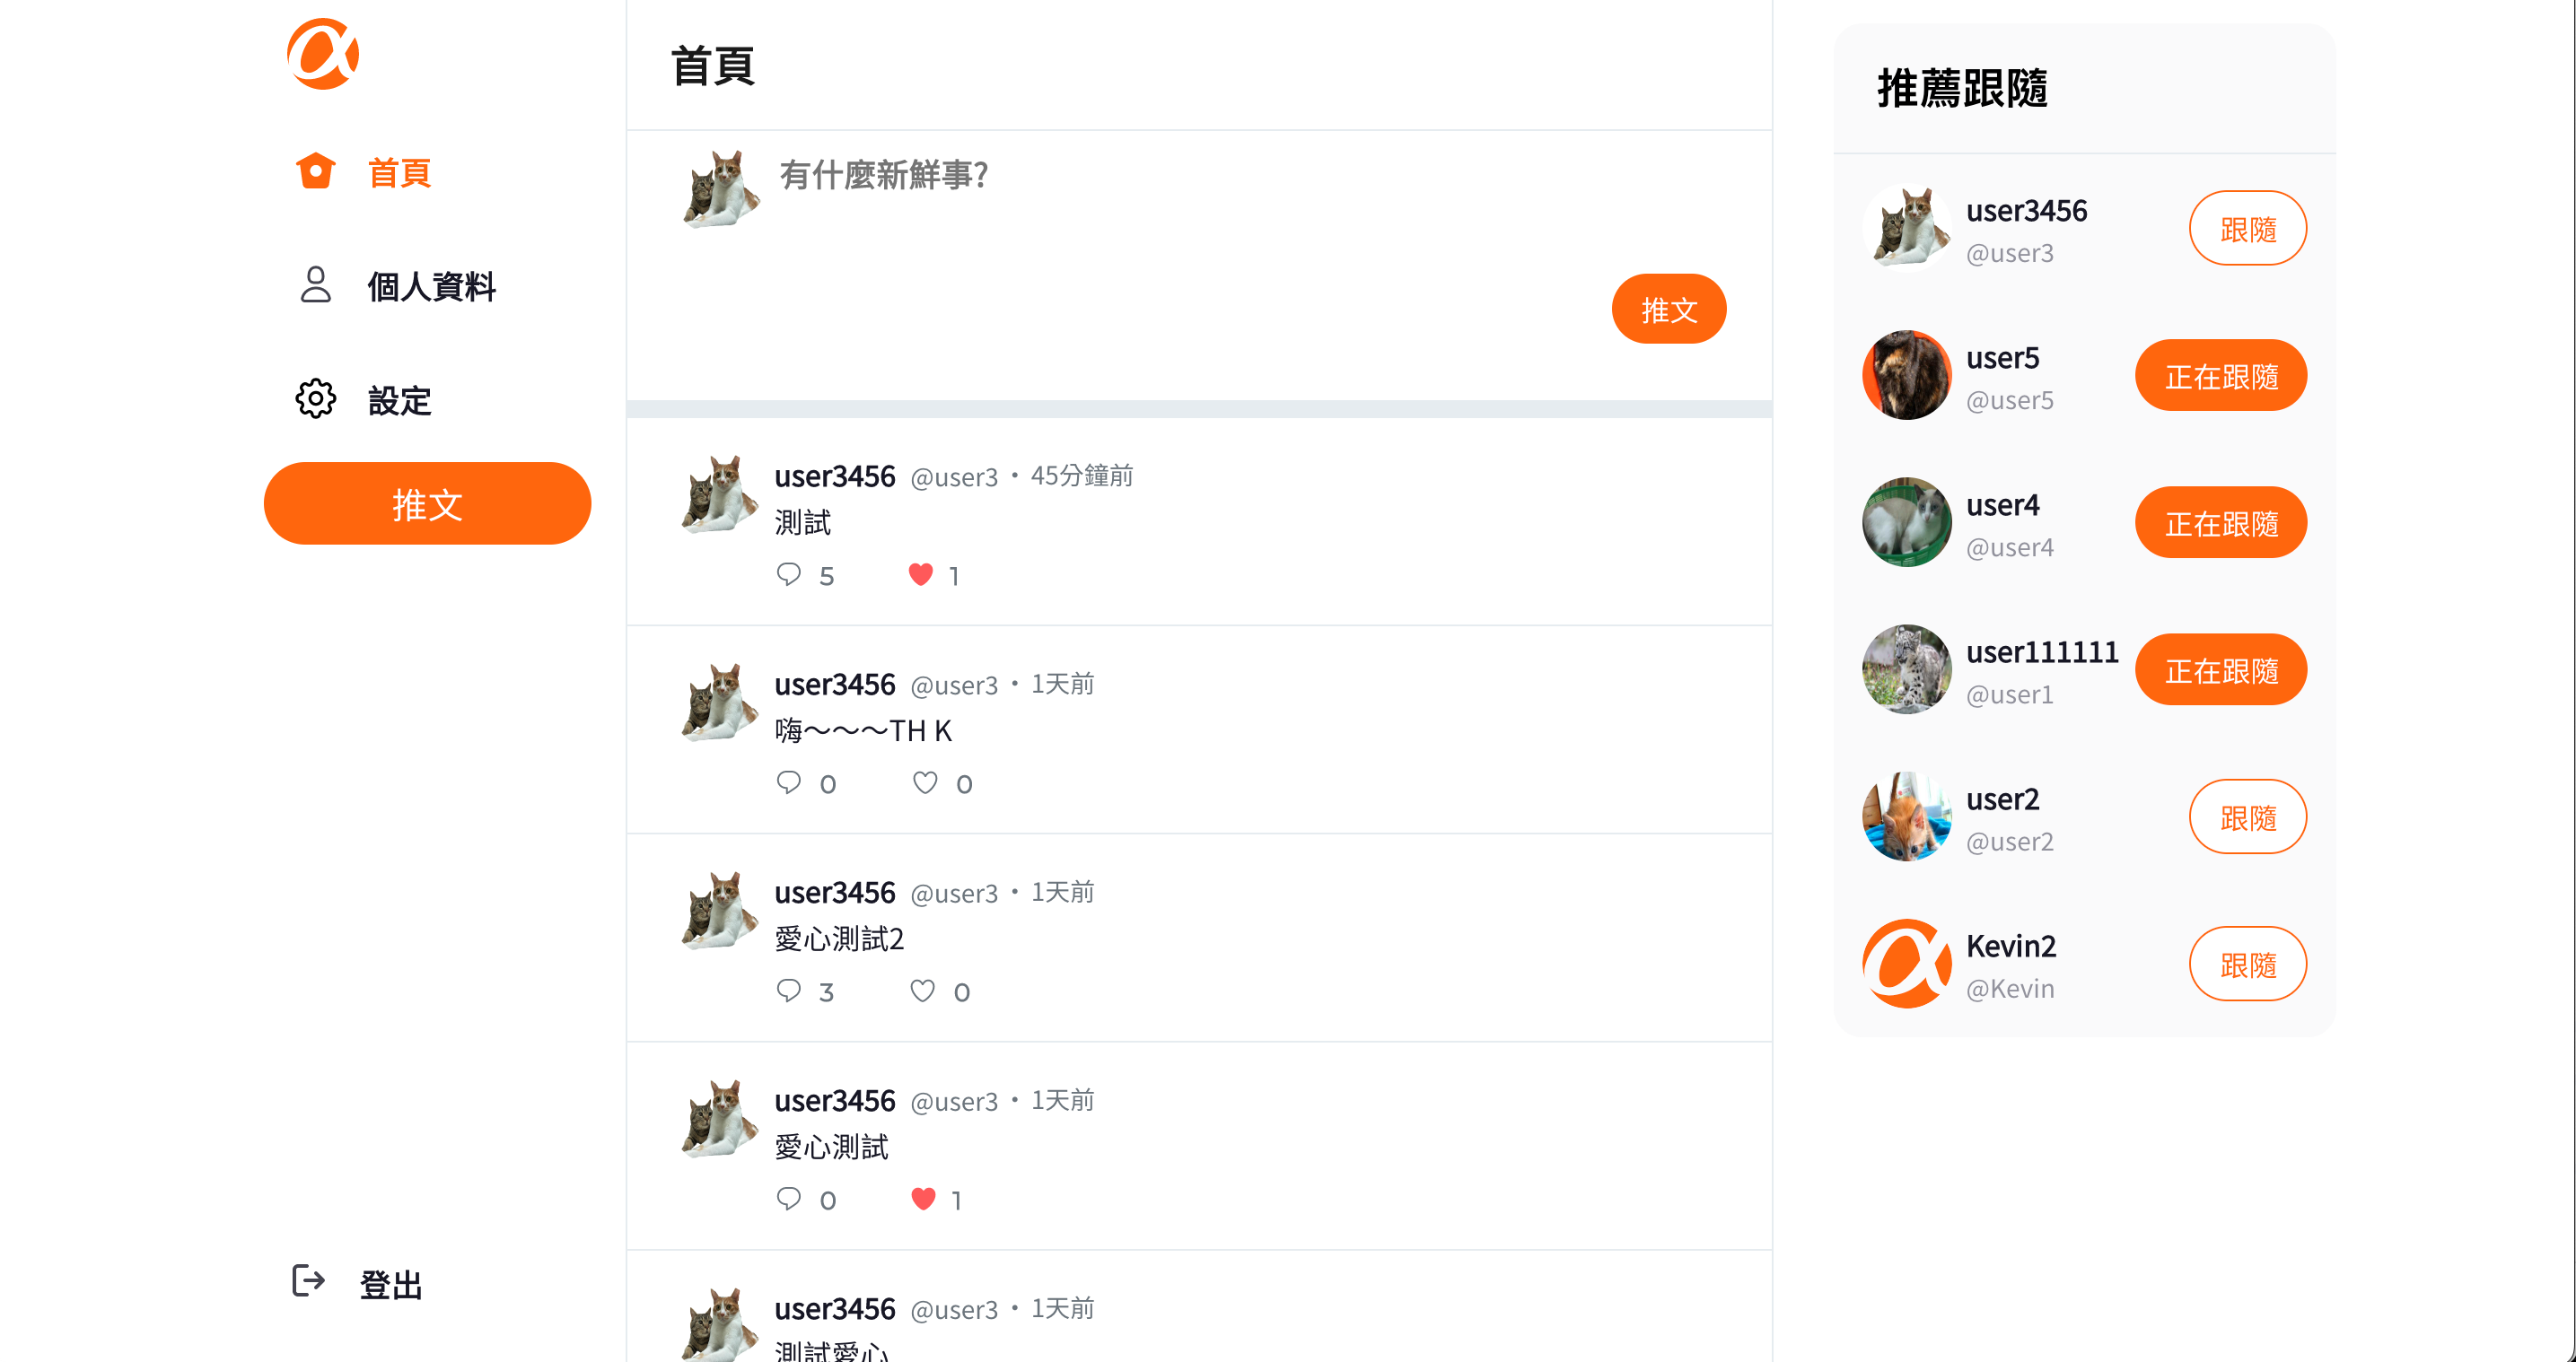 首頁
個人資料
設定
推文
登出
首頁
有什麼新鮮事?
推文
user3456 @user3 · 45分鐘前
測試
5 1
user3456 @user3 · 1天前
嗨～～～TH K
0 0
user3456 @user3 · 1天前
愛心測試2
3 0
user3456 @user3 · 1天前
愛心測試
0 1
user3456 @user3 · 1天前
測試愛心
推薦跟隨
user3456
@user3
跟隨
user5
@user5
正在跟隨
user4
@user4
正在跟隨
user111111
@user1
正在跟隨
user2
@user2
跟隨
Kevin2
@Kevin
跟隨